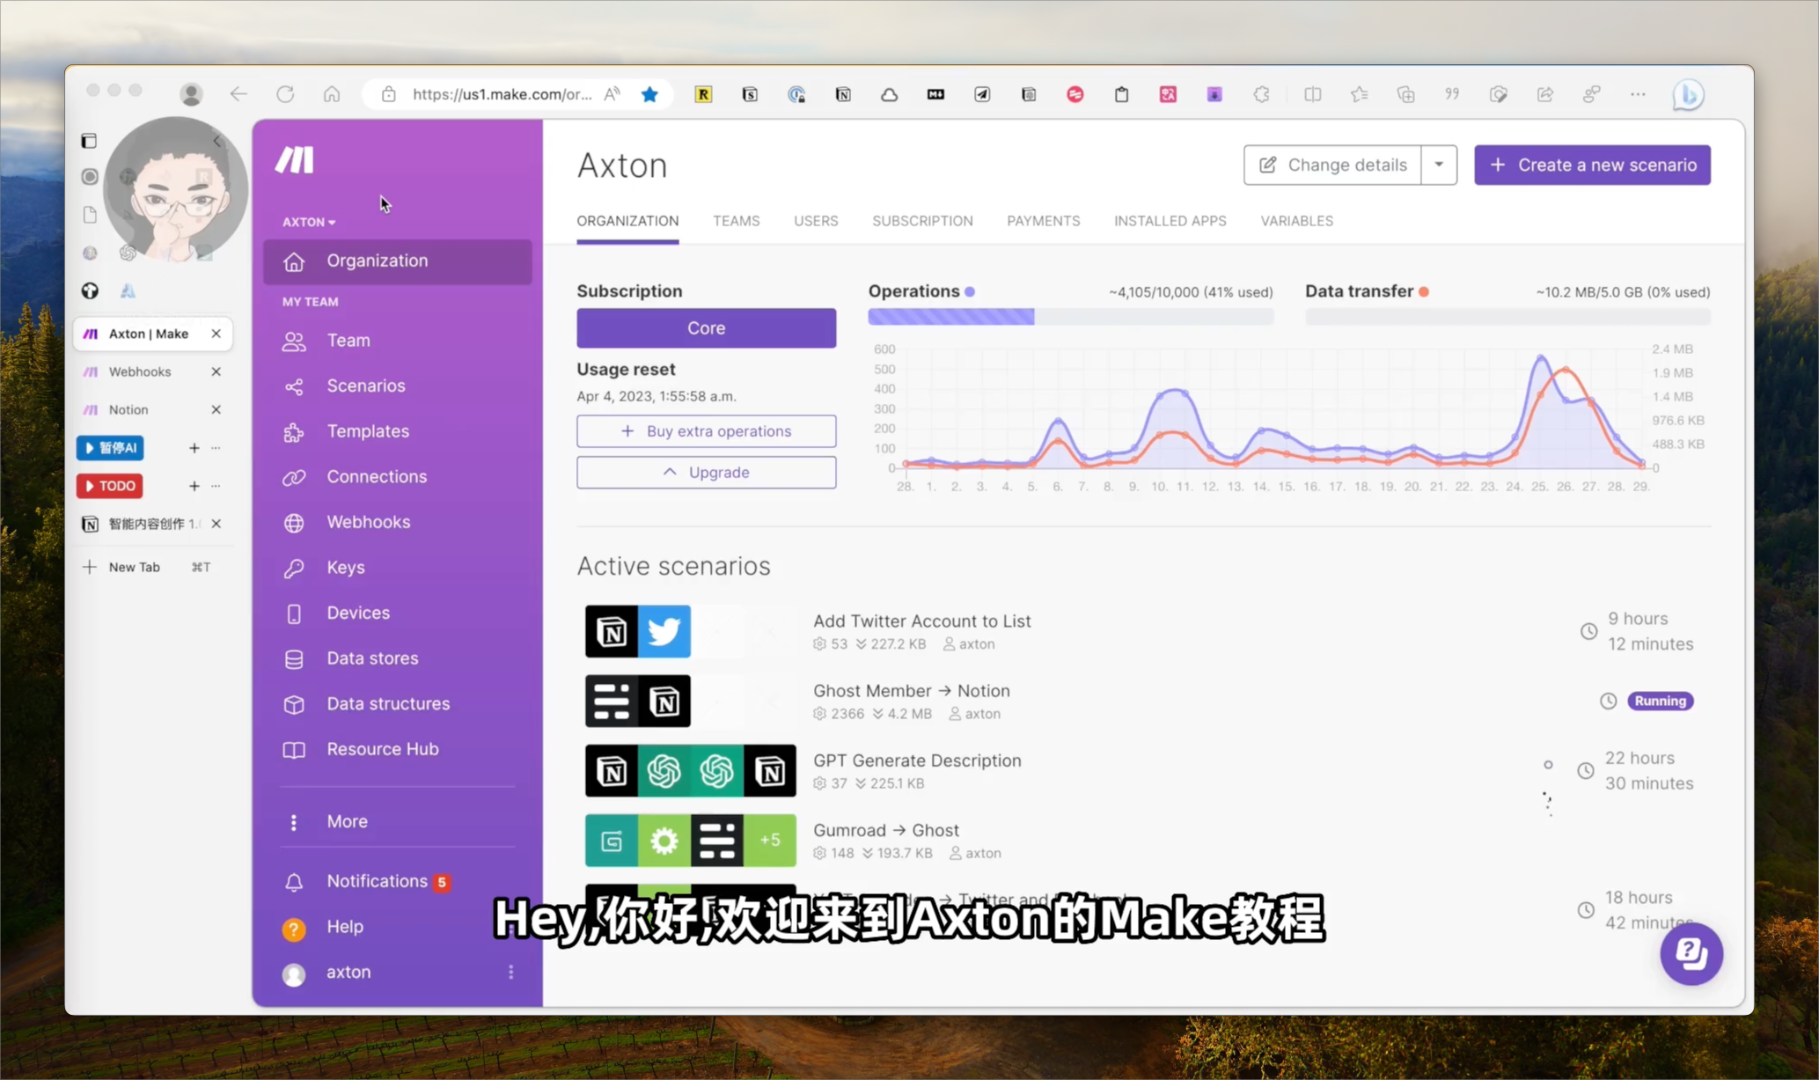 https://us1.make.com/or...
Axton | Make
Webhooks
Notion
暂停AI
TODO
智能内容创作 1.
New Tab ⌘T
AXTON
Organization
MY TEAM
Team
Scenarios
Templates
Connections
Webhooks
Keys
Devices
Data stores
Data structures
Resource Hub
More
Notifications 5
Help
axton
Axton
Change details
+ Create a new scenario
ORGANIZATION TEAMS USERS SUBSCRIPTION PAYMENTS INSTALLED APPS VARIABLES
Subscription
Core
Usage reset
Apr 4, 2023, 1:55:58 a.m.
+ Buy extra operations
Upgrade
Operations ~4,105/10,000 (41% used)
Data transfer ~10.2 MB/5.0 GB (0% used)
600 2.4 MB
500 1.9 MB
400 1.4 MB
300 976.6 KB
200 488.3 KB
100
0 0
28. 1. 2. 3. 4. 5. 6. 7. 8. 9. 10. 11. 12. 13. 14. 15. 16. 17. 18. 19. 20. 21. 22. 23. 24. 25. 26. 27. 28. 29.
Active scenarios
Add Twitter Account to List
53 227.2 KB axton
9 hours
12 minutes
Ghost Member → Notion
2366 4.2 MB axton
Running
GPT Generate Description
37 225.1 KB
22 hours
30 minutes
+5
Gumroad → Ghost
148 193.7 KB axton
→ Twitter and
18 hours
42 minutes
Hey,你好,欢迎来到Axton的Make教程